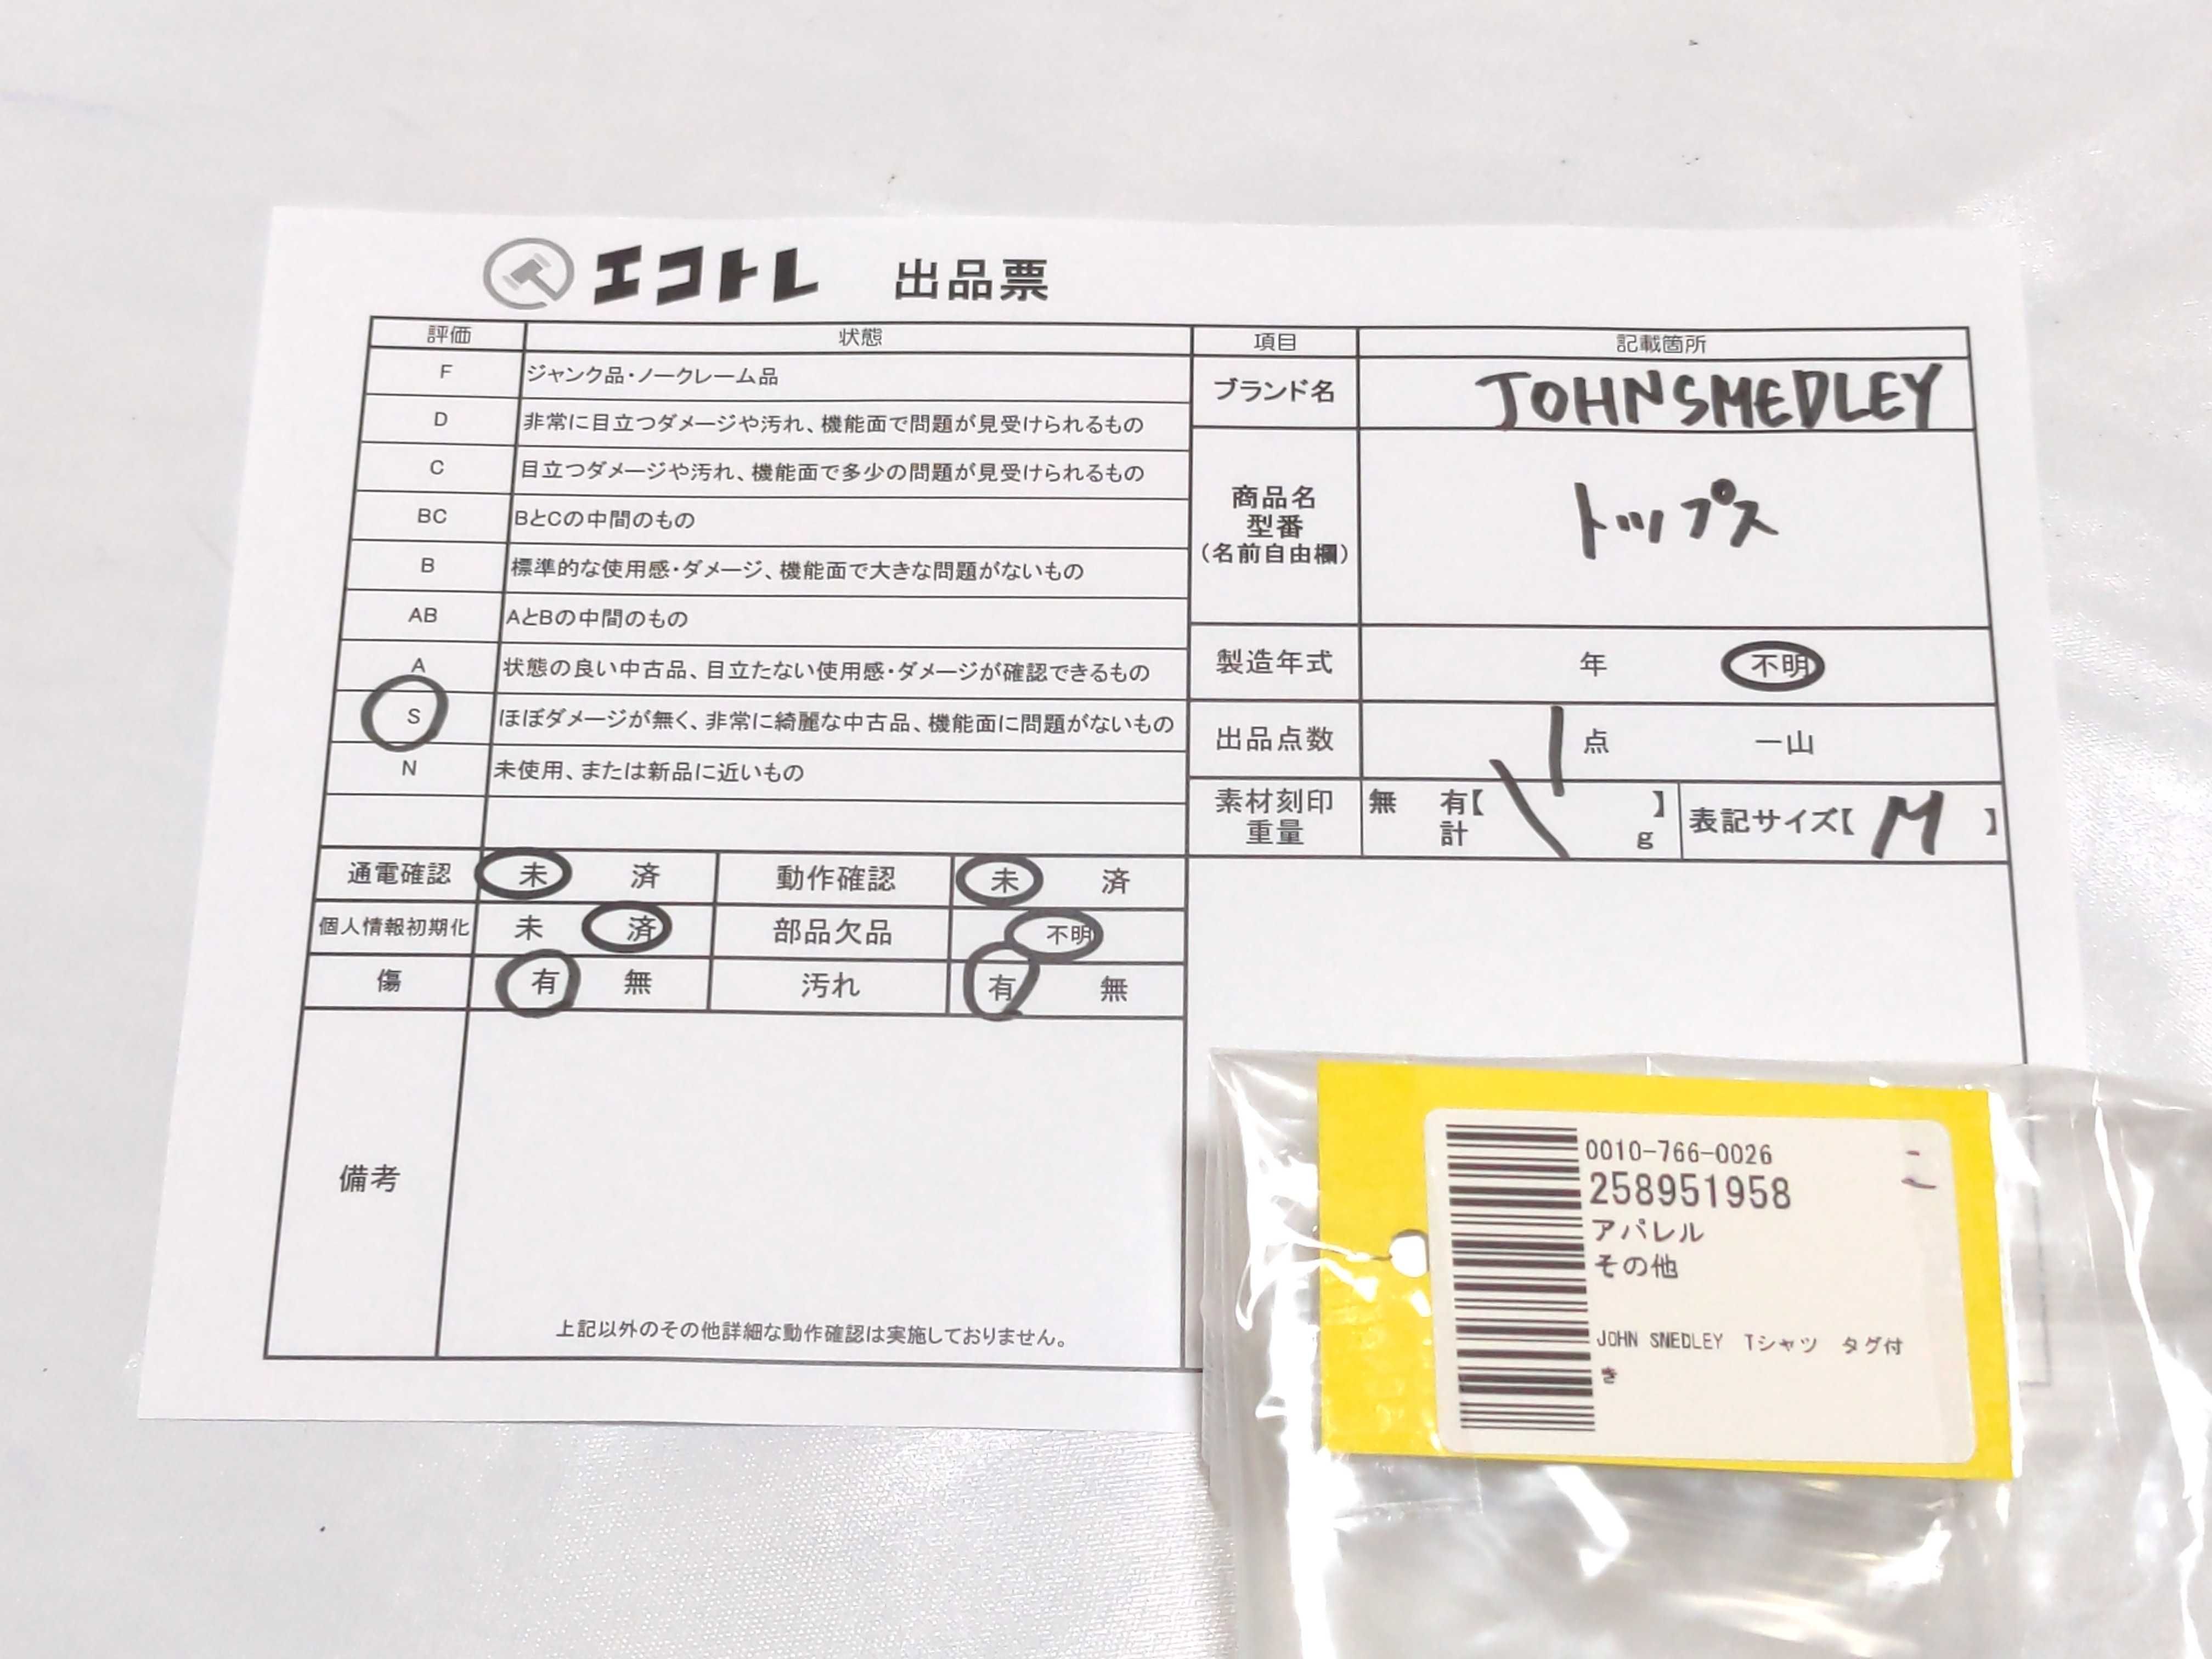 エコトレ 出品票
評価 状態 項目 記載箇所
F ジャンク品・ノークレーム品
D 非常に目立つダメージや汚れ、機能面で問題が見受けられるもの
C 目立つダメージや汚れ、機能面で多少の問題が見受けられるもの
BC BとCの中間のもの
B 標準的な使用感・ダメージ、機能面で大きな問題がないもの
AB AとBの中間のもの
A 状態の良い中古品、目立たない使用感・ダメージが確認できるもの
S ほぼダメージが無く、非常に綺麗な中古品、機能面に問題がないもの
N 未使用、または新品に近いもの
ブランド名 JOHNSMEDLEY
商品名
型番
(名前自由欄)
トップス
製造年式 年 不明
出品点数 1 点 一山
素材刻印 無 有【 】
重量 計 g
表記サイズ【 M 】
通電確認 未 済 動作確認 未 済
個人情報初期化 未 済 部品欠品 不明
傷 有 無 汚れ 有 無
備考
上記以外のその他詳細な動作確認は実施しておりません。
0010-766-0026
258951958
アパレル
その他
JOHN SMEDLEY Tシャツ タグ付
き